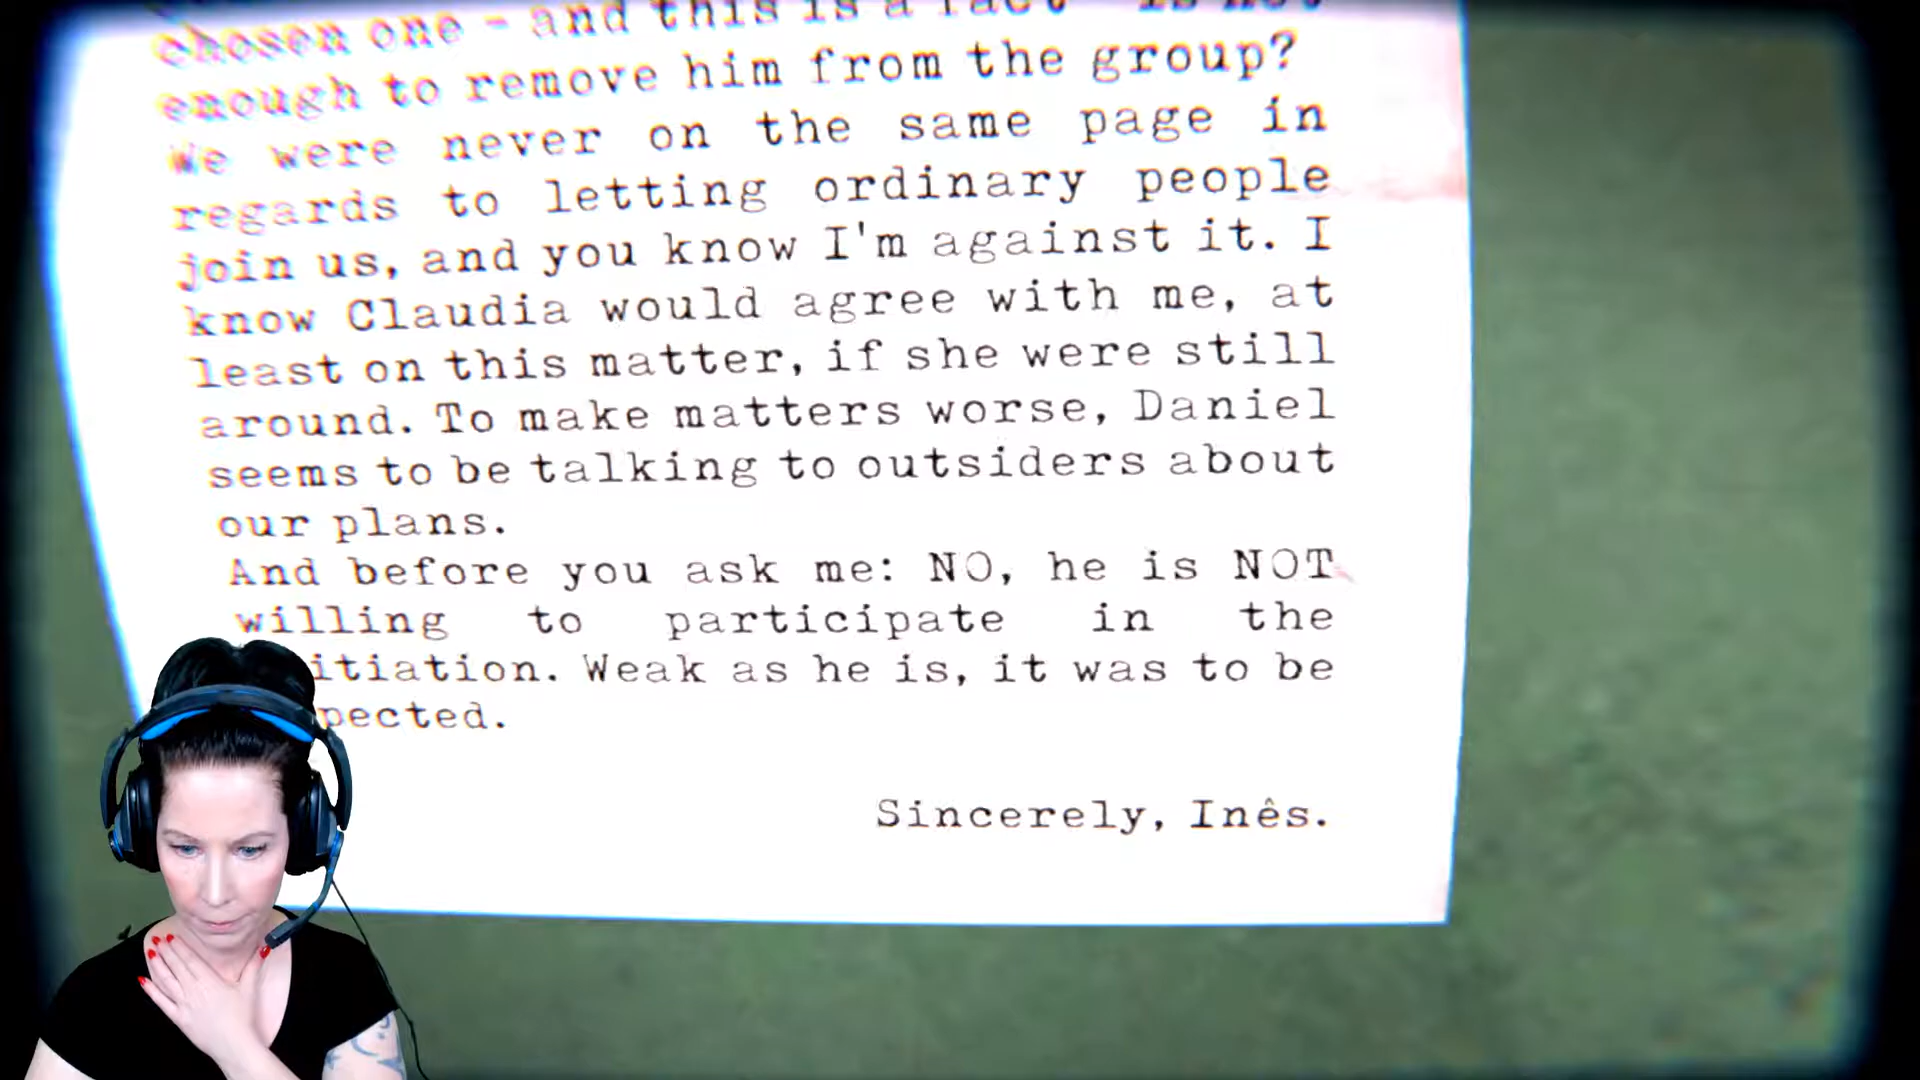 chosen one - and this is a fact - is not
enough to remove him from the group?
We were never on the same page in
regards to letting ordinary people
join us, and you know I'm against it. I
know Claudia would agree with me, at
least on this matter, if she were still
around. To make matters worse, Daniel
seems to be talking to outsiders about
our plans.
And before you ask me: NO, he is NOT
willing to participate in the
itiation. Weak as he is, it was to be
pected.
Sincerely, Inês.